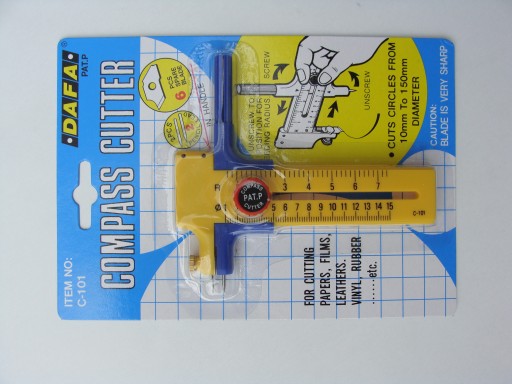 DAFA
PAT.P
COMPASS CUTTER
ITEM NO:
C-101
6 PCS
SPARE
BLADE
IN HANDLE
SCREW
UNSCREW
UNSCREW TO
POSITION FOR
RADIUS
• CUTS CIRCLES FROM
10mm TO 150mm
DIAMETER
CAUTION:
BLADE IS VERY SHARP
R 3 4 5 6 7
Ø 1 5 6 7 8 9 10 11 12 13 14 15
COMPASS
PAT.P
CUTTER
C-101
FOR CUTTING
PAPERS, FILMS,
LEATHERS,
VINYL, RUBBER
......etc.